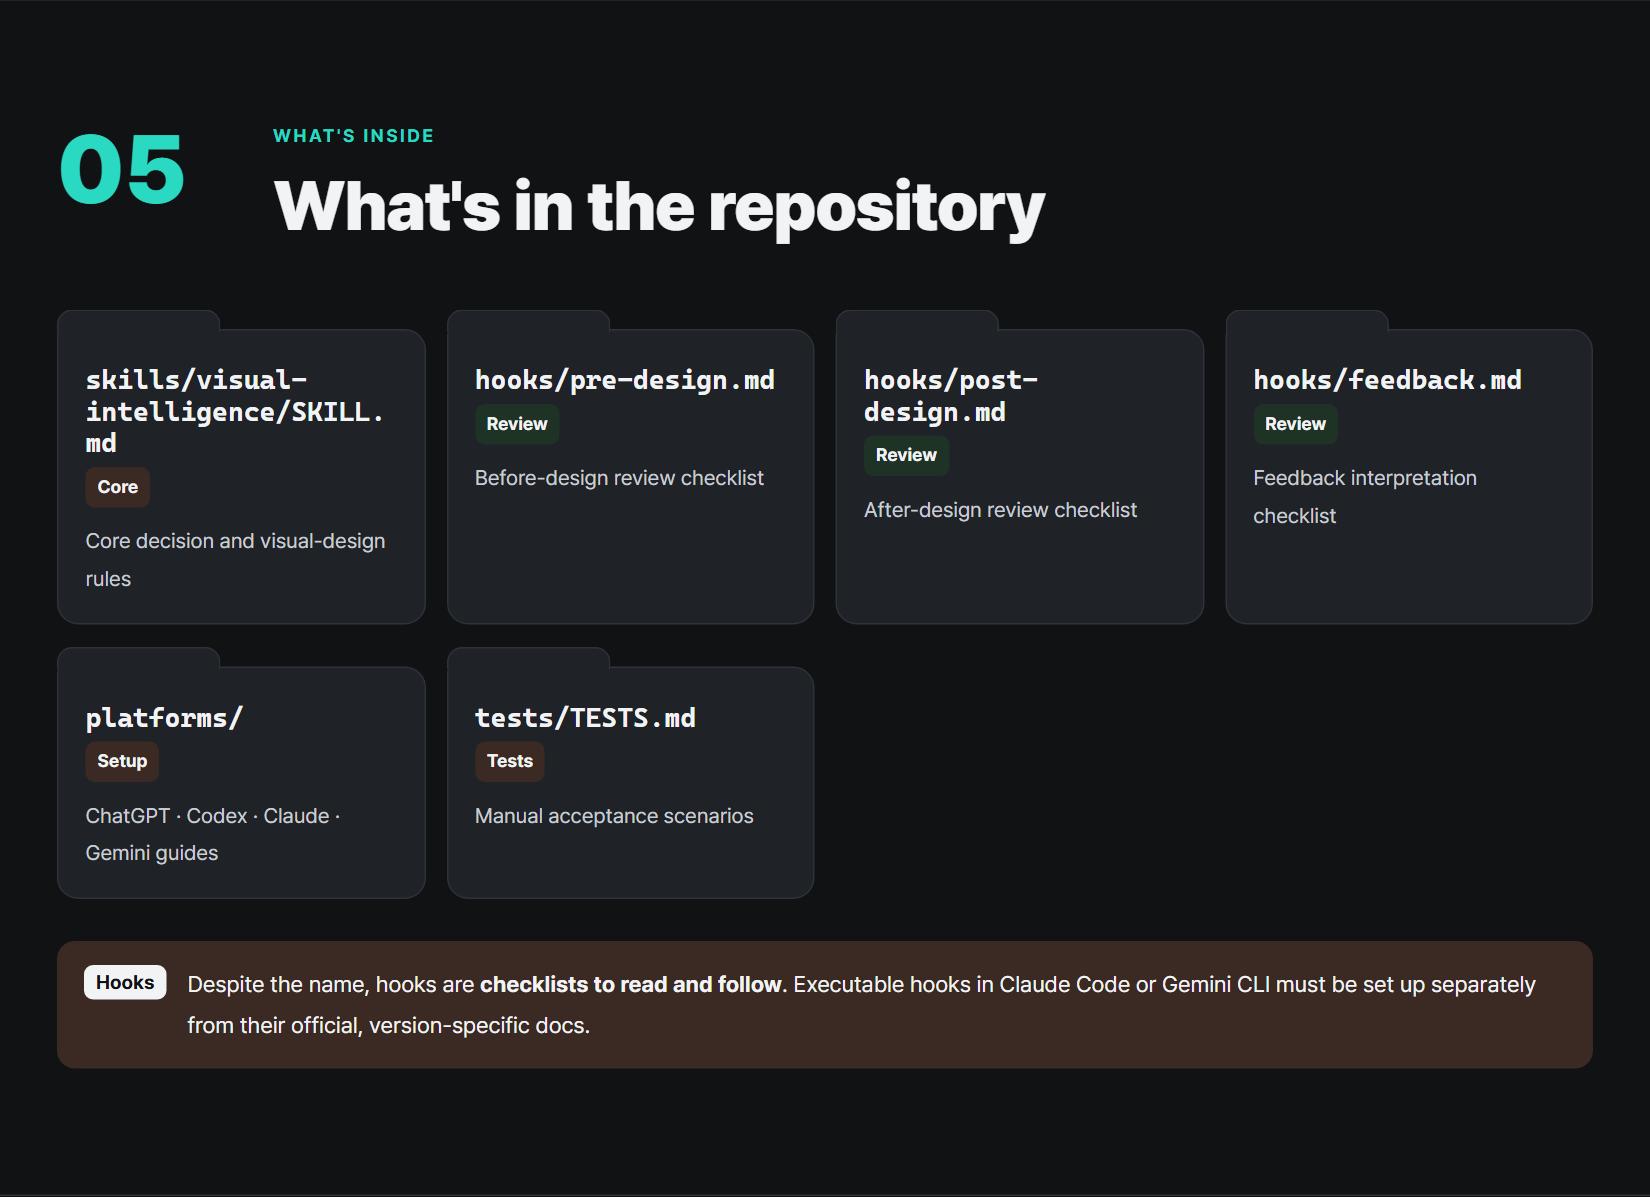 05
WHAT'S INSIDE
What's in the repository
skills/visual-
intelligence/SKILL.
md
Core
Core decision and visual-design
rules
hooks/pre-design.md
Review
Before-design review checklist
hooks/post-
design.md
Review
After-design review checklist
hooks/feedback.md
Review
Feedback interpretation
checklist
platforms/
Setup
ChatGPT · Codex · Claude ·
Gemini guides
tests/TESTS.md
Tests
Manual acceptance scenarios
Hooks
Despite the name, hooks are checklists to read and follow. Executable hooks in Claude Code or Gemini CLI must be set up separately
from their official, version-specific docs.